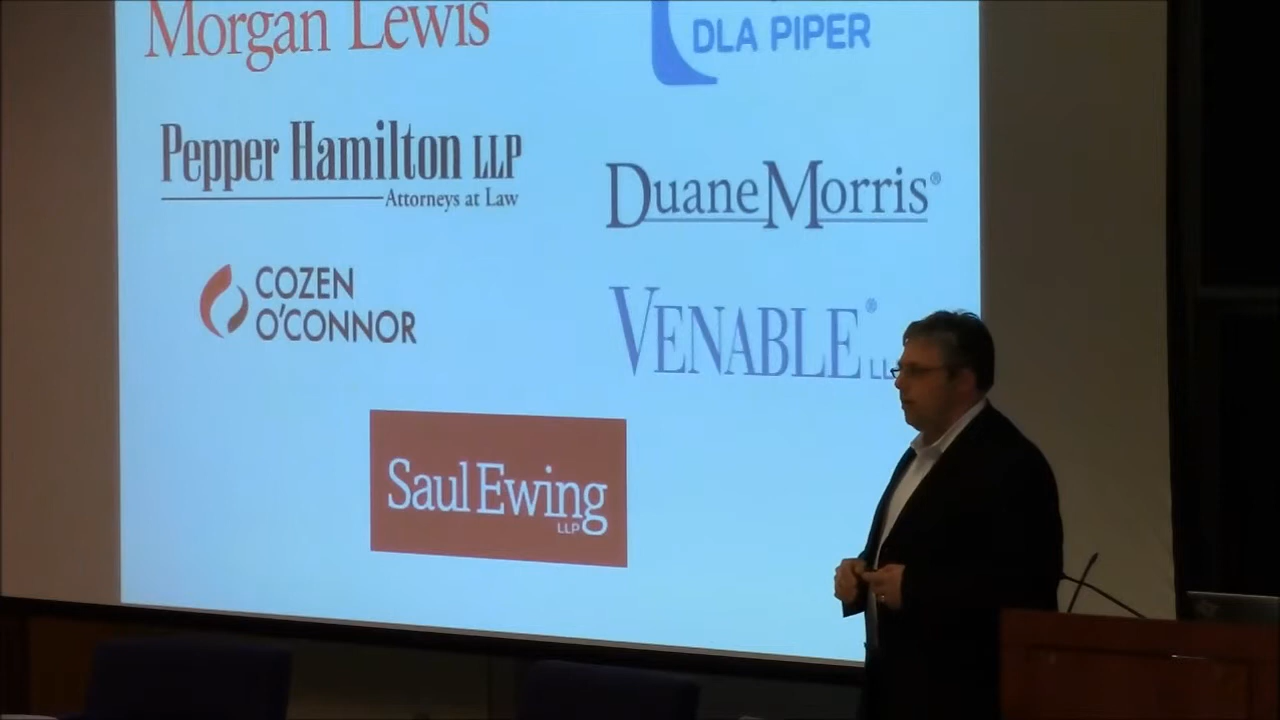 Morgan Lewis
DLA PIPER
Pepper Hamilton LLP
Attorneys at Law
DuaneMorris®
COZEN
O'CONNOR
VENABLE®
Saul Ewing
LLP